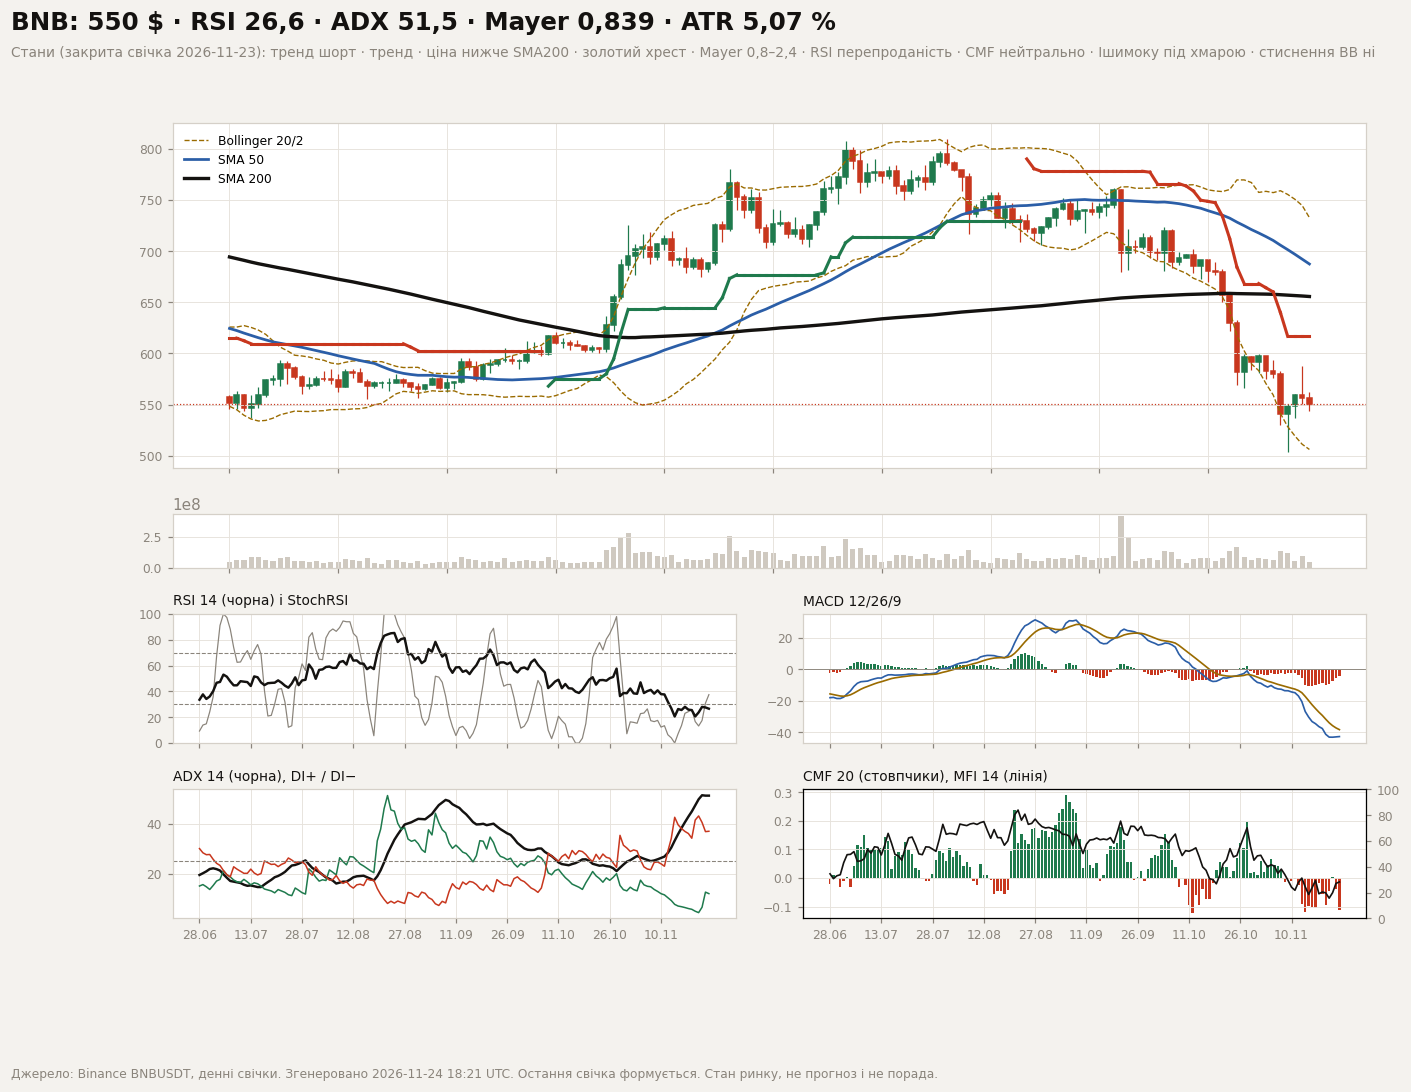 BNB: 550 $ · RSI 26,6 · ADX 51,5 · Mayer 0,839 · ATR 5,07 %
Стани (закрита свічка 2026-11-23): тренд шорт · тренд · ціна нижче SMA200 · золотий хрест · Mayer 0,8–2,4 · RSI перепроданість · CMF нейтрально · Ішимоку під хмарою · стиснення BB ні
Bollinger 20/2
SMA 50
SMA 200
800
750
700
650
600
550
500
1e8
2.5
0.0
RSI 14 (чорна) і StochRSI
100
80
60
40
20
0
MACD 12/26/9
20
0
−20
−40
ADX 14 (чорна), DI+ / DI−
40
20
28.06 13.07 28.07 12.08 27.08 11.09 26.09 11.10 26.10 10.11
CMF 20 (стовпчики), MFI 14 (лінія)
0.3
0.2
0.1
0.0
−0.1
100
80
60
40
20
0
28.06 13.07 28.07 12.08 27.08 11.09 26.09 11.10 26.10 10.11
Джерело: Binance BNBUSDT, денні свічки. Згенеровано 2026-11-24 18:21 UTC. Остання свічка формується. Стан ринку, не прогноз і не порада.